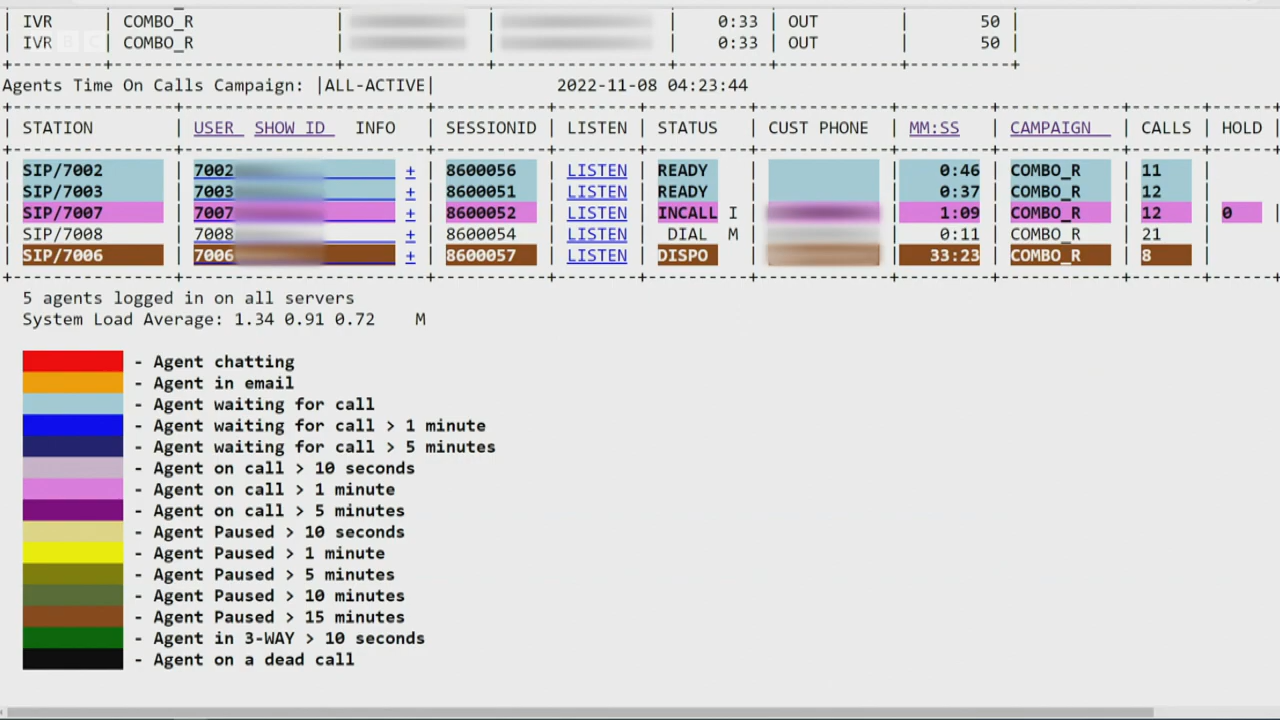 | IVR | COMBO_R | | | 0:33 | OUT | 50 |
| IVR | COMBO_R | | | 0:33 | OUT | 50 |
Agents Time On Calls Campaign: |ALL-ACTIVE| 2022-11-08 04:23:44
| STATION | USER SHOW ID INFO | SESSIONID | LISTEN | STATUS | CUST PHONE | MM:SS | CAMPAIGN | CALLS | HOLD
| SIP/7002 | 7002 + | 8600056 | LISTEN | READY | | 0:46 | COMBO_R | 11 |
| SIP/7003 | 7003 + | 8600051 | LISTEN | READY | | 0:37 | COMBO_R | 12 |
| SIP/7007 | 7007 + | 8600052 | LISTEN | INCALL I | | 1:09 | COMBO_R | 12 | 0 |
| SIP/7008 | 7008 + | 8600054 | LISTEN | DIAL M | | 0:11 | COMBO_R | 21 |
| SIP/7006 | 7006 + | 8600057 | LISTEN | DISPO | | 33:23 | COMBO_R | 8 |
5 agents logged in on all servers
System Load Average: 1.34 0.91 0.72 M
- Agent chatting
- Agent in email
- Agent waiting for call
- Agent waiting for call > 1 minute
- Agent waiting for call > 5 minutes
- Agent on call > 10 seconds
- Agent on call > 1 minute
- Agent on call > 5 minutes
- Agent Paused > 10 seconds
- Agent Paused > 1 minute
- Agent Paused > 5 minutes
- Agent Paused > 10 minutes
- Agent Paused > 15 minutes
- Agent in 3-WAY > 10 seconds
- Agent on a dead call